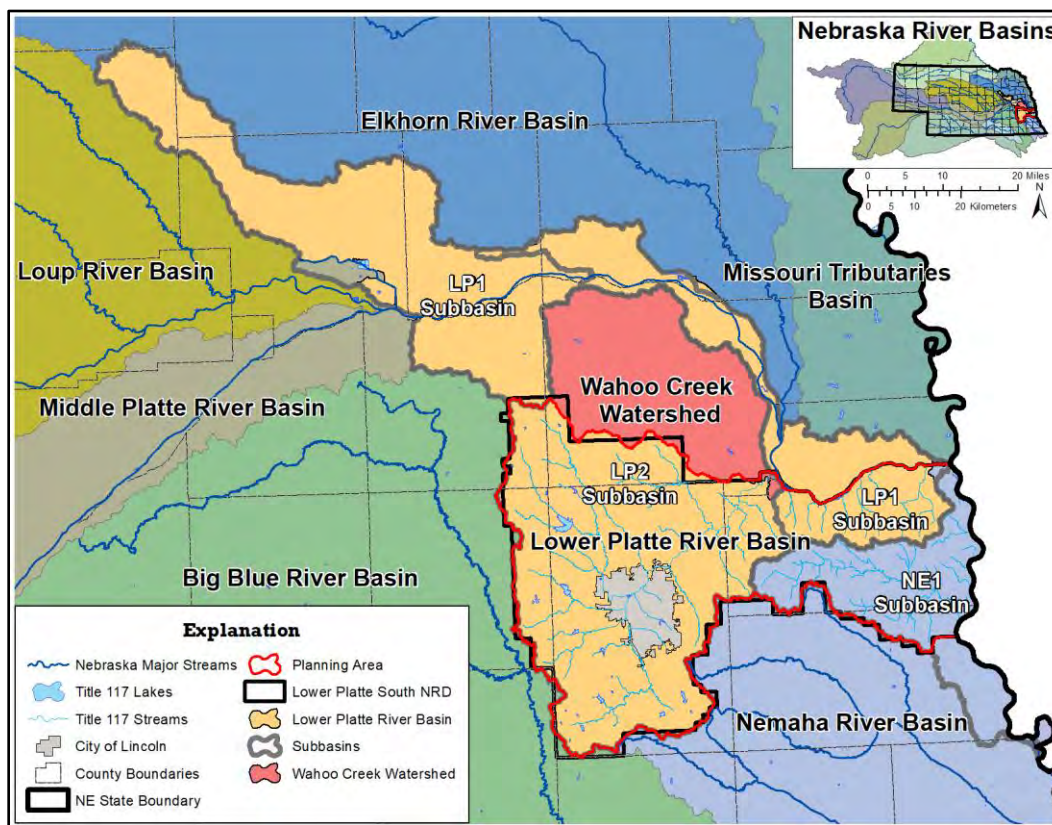 Nebraska River Basins
0 5 10 20 Miles
0 5 10 20 Kilometers
N
Elkhorn River Basin
Loup River Basin
LP1
Subbasin
Missouri Tributaries
Basin
Middle Platte River Basin
Wahoo Creek
Watershed
LP2
Subbasin
LP1
Subbasin
Lower Platte River Basin
Big Blue River Basin
NE1
Subbasin
Nemaha River Basin
Explanation
Nebraska Major Streams
Title 117 Lakes
Title 117 Streams
City of Lincoln
County Boundaries
NE State Boundary
Planning Area
Lower Platte South NRD
Lower Platte River Basin
Subbasins
Wahoo Creek Watershed